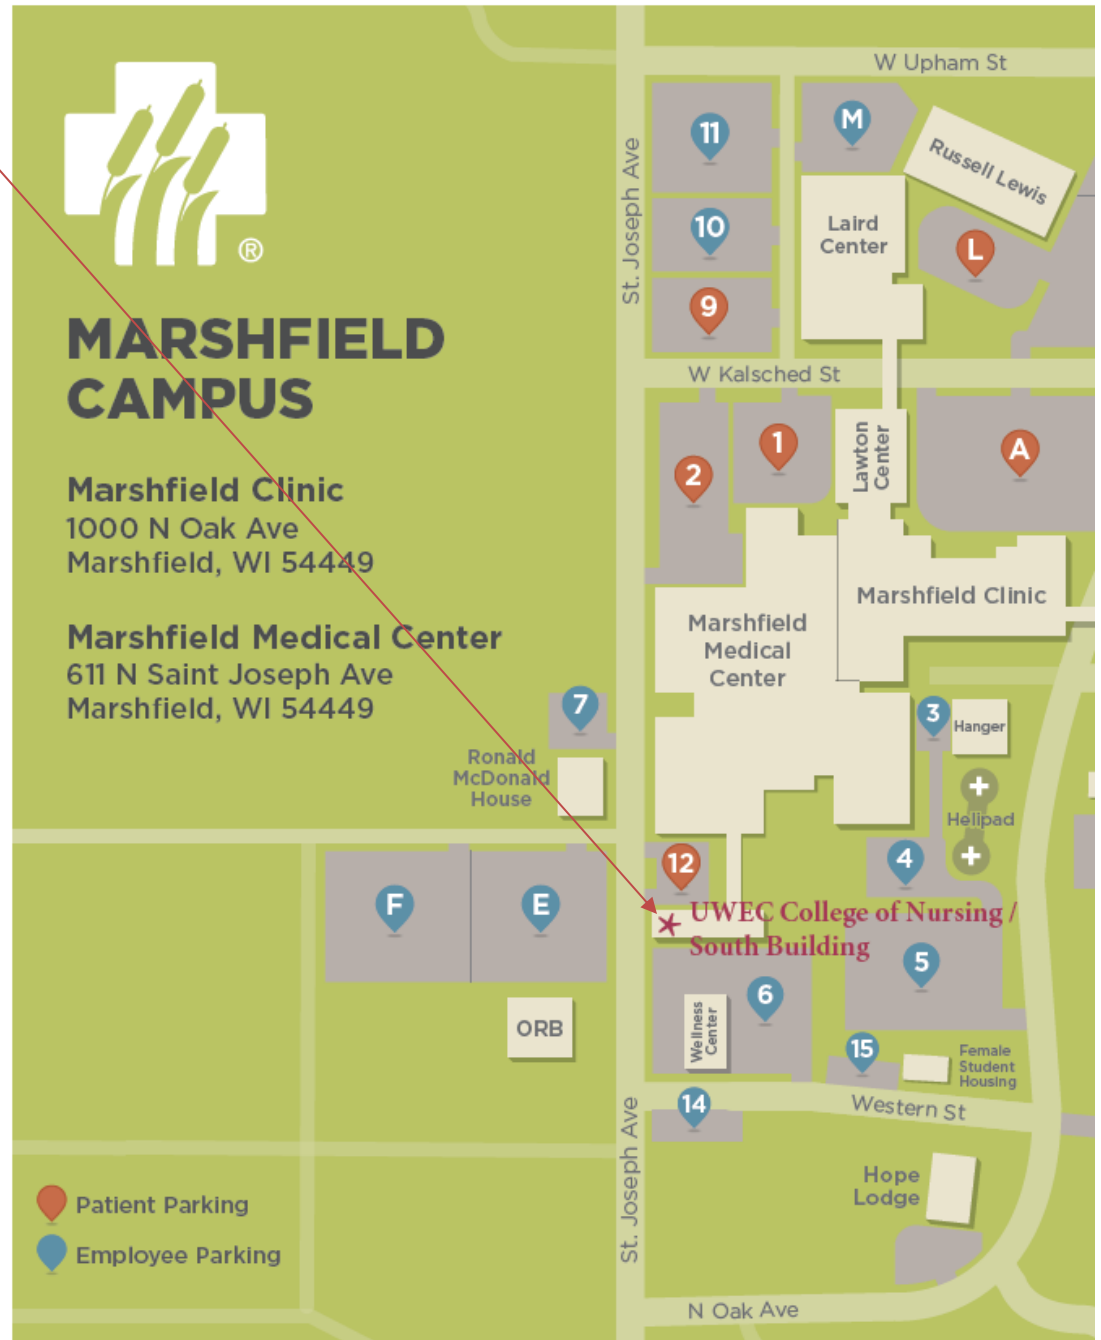 W Upham St
11
M
Russell Lewis
St. Joseph Ave
10
Laird
Center
L
9
®
MARSHFIELD
CAMPUS
W Kalsched St
1
2
Lawton
Center
A
Marshfield Clinic
1000 N Oak Ave
Marshfield, WI 54449
Marshfield Clinic
Marshfield
Medical
Center
Marshfield Medical Center
611 N Saint Joseph Ave
Marshfield, WI 54449
7
3
Hanger
Ronald
McDonald
House
Helipad
12
4
F
E
UWEC College of Nursing /
South Building
5
6
ORB
Wellness
Center
15
Female
Student
Housing
14
Western St
St. Joseph Ave
Hope
Lodge
Patient Parking
Employee Parking
N Oak Ave